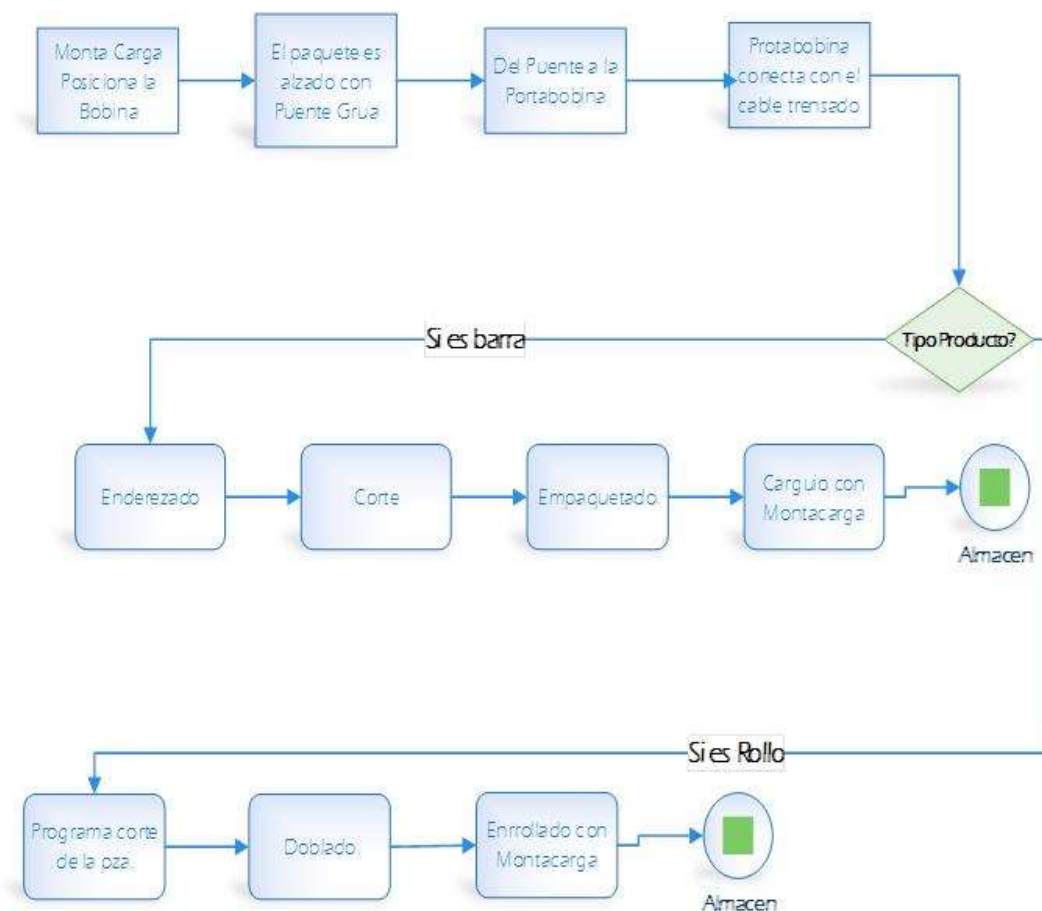 Monta Carga
Posiciona la
Bobina
El paquete es
alzado con
Puente Grua
Del Puente a la
Portabobina
Protabobina
conecta con el
cable trensado
Tipo Producto?
Si es barra
Enderezado
Corte
Empaquetado
Carguio con
Montacarga
Almacen
Si es Rollo
Programa corte
de la pza.
Doblado
Enrrollado con
Montacarga
Almacen